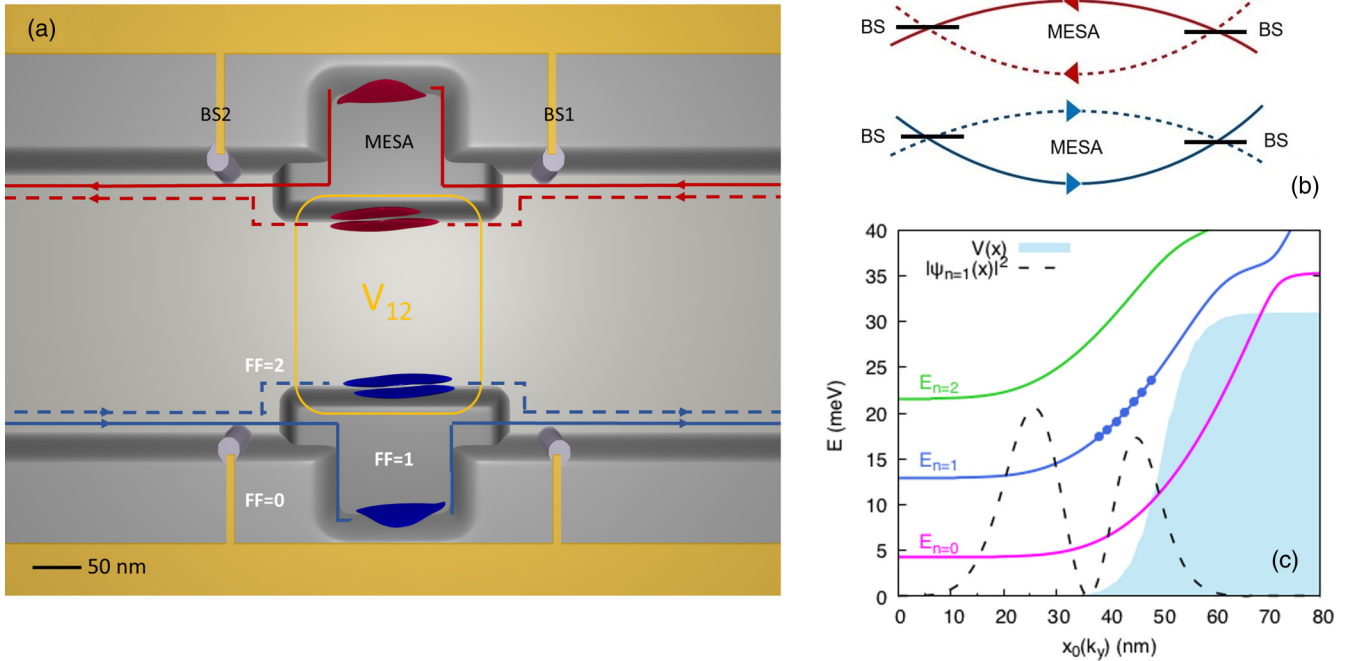 (a)
BS2
BS1
MESA
V12
FF=2
FF=1
FF=0
50 nm
BS
MESA
BS
BS
MESA
BS
(b)
40
35
30
25
20
15
10
5
0
E (meV)
V(x)
|ψn=1(x)|²
En=2
En=1
En=0
(c)
0 10 20 30 40 50 60 70 80
x0(ky) (nm)